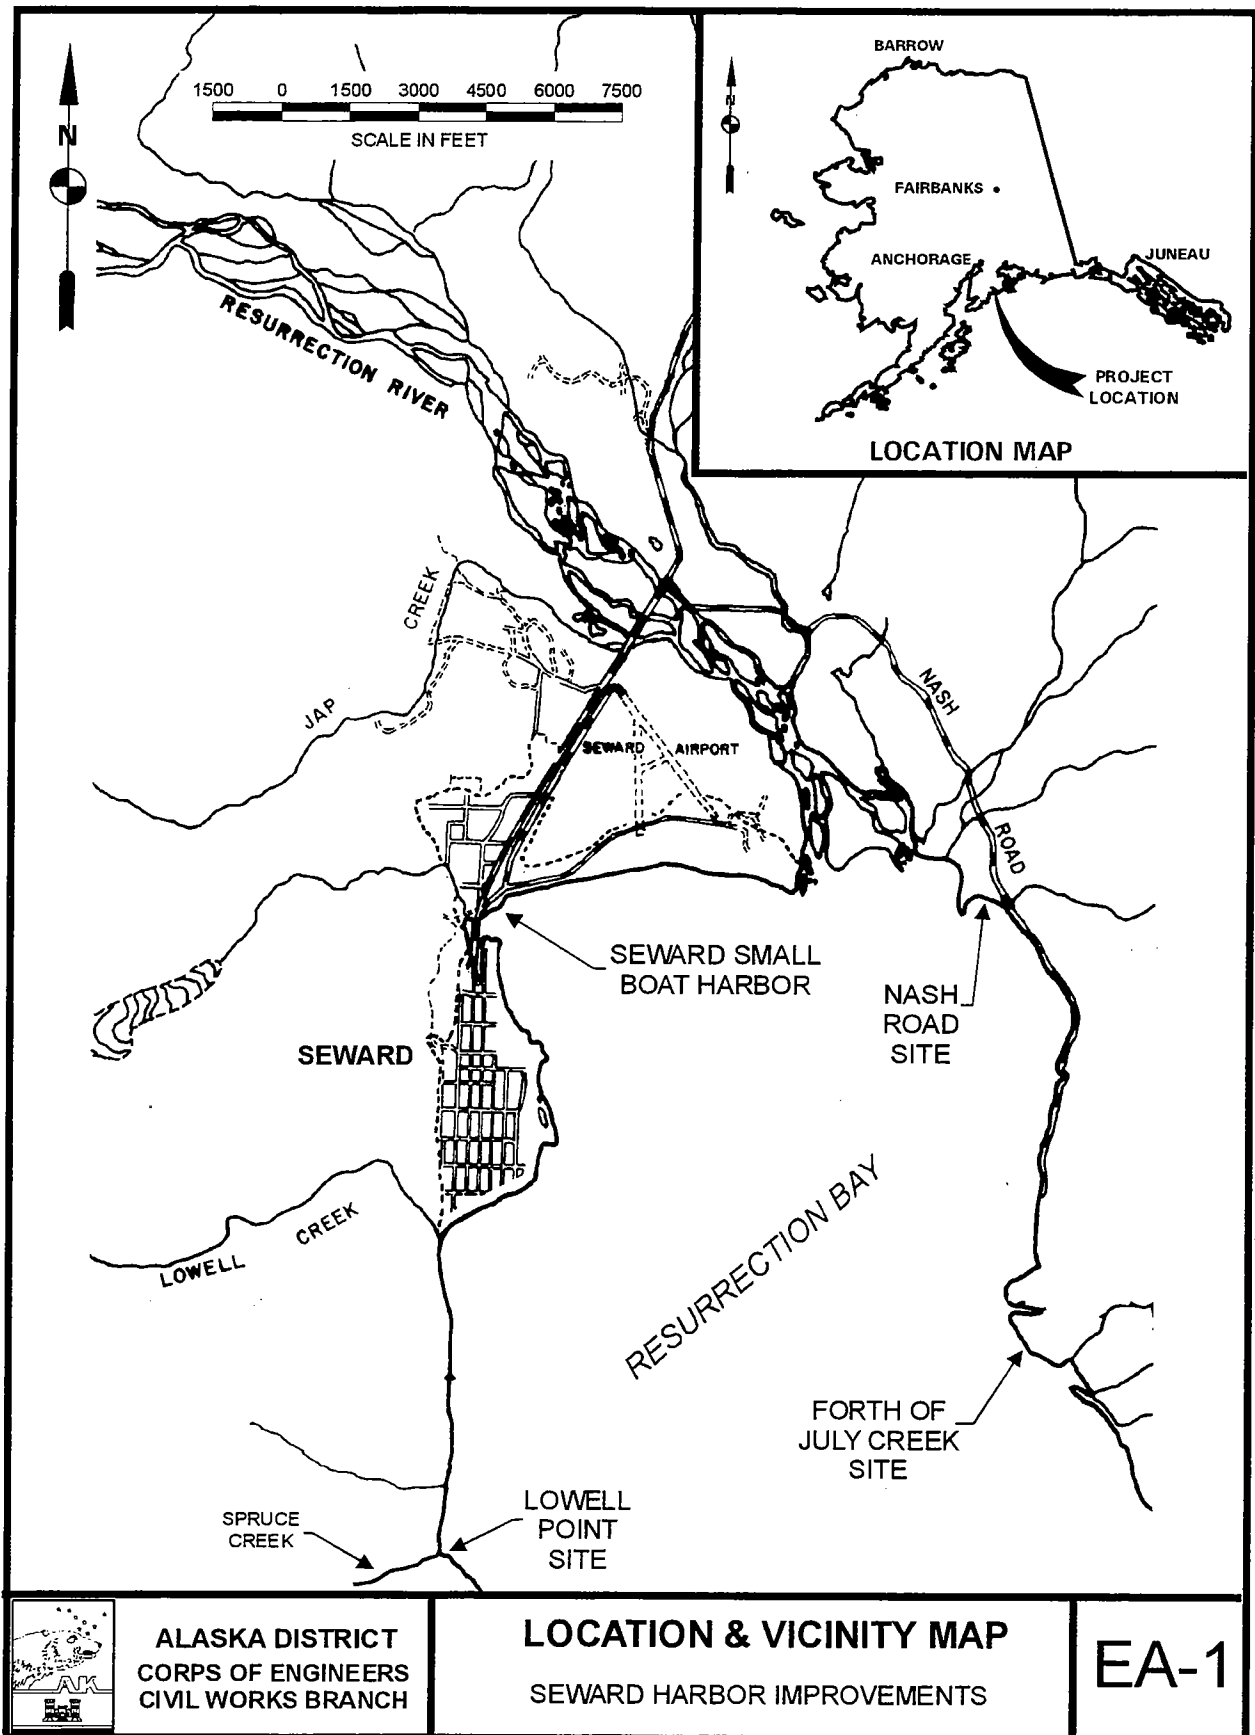 1500 0 1500 3000 4500 6000 7500
SCALE IN FEET
N
BARROW
N
FAIRBANKS
ANCHORAGE
JUNEAU
PROJECT
LOCATION
LOCATION MAP
RESURRECTION RIVER
JAP CREEK
SEWARD AIRPORT
NASH ROAD
SEWARD SMALL
BOAT HARBOR
NASH
ROAD
SITE
SEWARD
RESURRECTION BAY
LOWELL CREEK
FORTH OF
JULY CREEK
SITE
LOWELL
POINT
SITE
SPRUCE
CREEK
AK
ALASKA DISTRICT
CORPS OF ENGINEERS
CIVIL WORKS BRANCH
LOCATION & VICINITY MAP
SEWARD HARBOR IMPROVEMENTS
EA-1